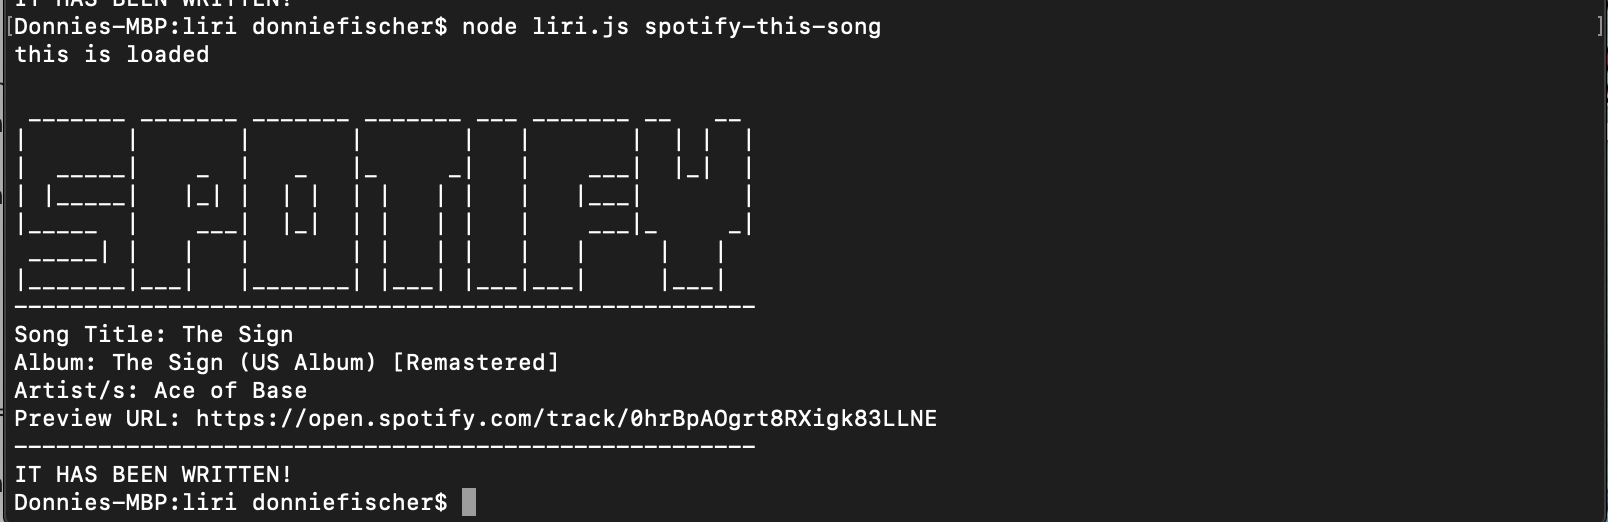 IT HAS BEEN WRITTEN!
[Donnies-MBP:liri donniefischer$ node liri.js spotify-this-song ]
this is loaded
SPOTIFY
------------------------------------------------------
Song Title: The Sign
Album: The Sign (US Album) [Remastered]
Artist/s: Ace of Base
Preview URL: https://open.spotify.com/track/0hrBpAOgrt8RXigk83LLNE
------------------------------------------------------
IT HAS BEEN WRITTEN!
Donnies-MBP:liri donniefischer$